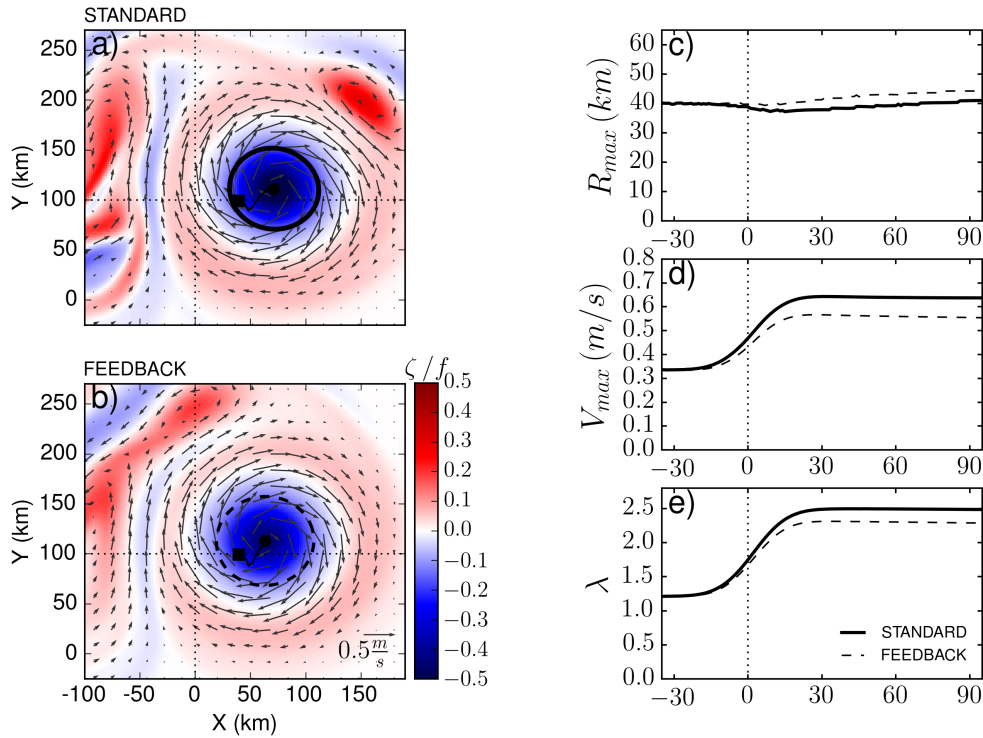 STANDARD
a)
250
200
150
100
50
0
Y (km)
FEEDBACK
b)
250
200
150
100
50
0
Y (km)
0.5 m/s
-100 -50 0 50 100 150
X (km)
ζ/f
0.5
0.4
0.3
0.2
0.1
0.0
−0.1
−0.2
−0.3
−0.4
−0.5
c)
60
50
40
30
20
10
0
R_max (km)
−30 0 30 60 90
d)
0.8
0.7
0.6
0.5
0.4
0.3
0.2
0.1
0.0
V_max (m/s)
−30 0 30 60 90
e)
2.5
2.0
1.5
1.0
0.5
0.0
λ
STANDARD
FEEDBACK
−30 0 30 60 90